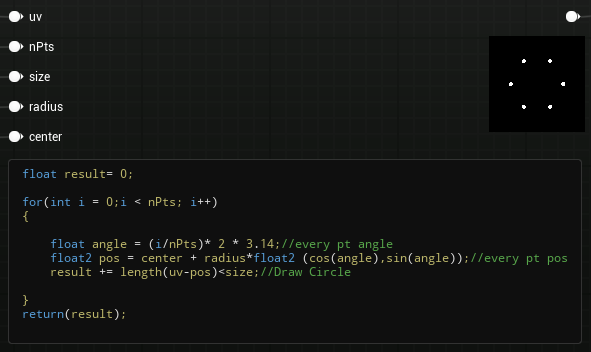 uv
nPts
size
radius
center
float result= 0;
for(int i = 0;i < nPts; i++)
{
float angle = (i/nPts)* 2 * 3.14;//every pt angle
float2 pos = center + radius*float2 (cos(angle),sin(angle));//every pt pos
result += length(uv-pos)<size;//Draw Circle
}
return(result);